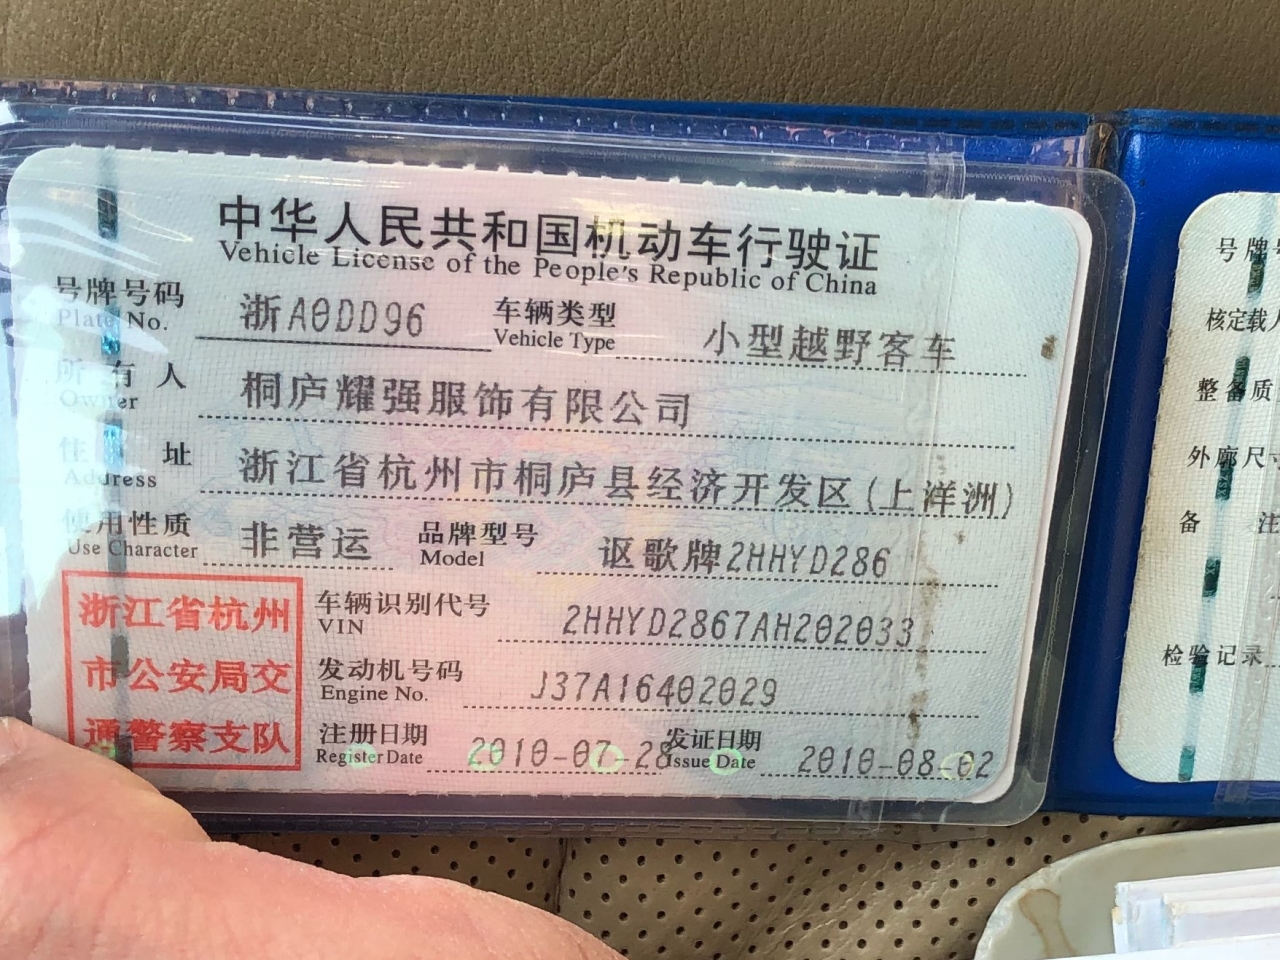 中华人民共和国机动车行驶证
Vehicle License of the People's Republic of China
号牌号码 浙A0DD96 车辆类型 小型越野客车
Plate No. Vehicle Type
所有人 桐庐耀强服饰有限公司
Owner
住址 浙江省杭州市桐庐县经济开发区(上洋洲)
Address
使用性质 非营运 品牌型号 讴歌牌2HHYD286
Use Character Model
浙江省杭州
市公安局交
通警察支队
车辆识别代号 2HHYD2867AH202033
VIN
发动机号码 J37A16402029
Engine No.
注册日期 2010-07-28 发证日期 2010-08-02
Register Date Issue Date
号牌号
核定载人
整备质
外廓尺寸
备 注
检验记录